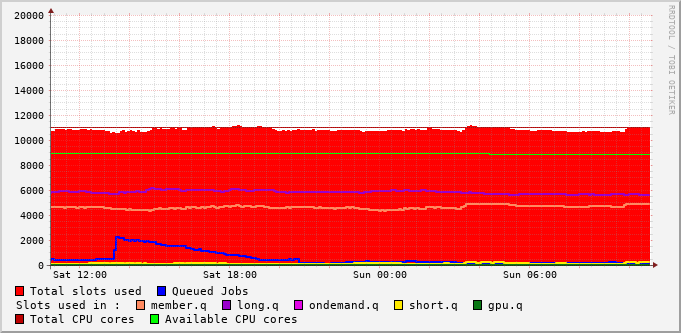 20000
18000
16000
14000
12000
10000
8000
6000
4000
2000
0
Sat 12:00 Sat 18:00 Sun 00:00 Sun 06:00
RRDTOOL / TOBI OETIKER
Total slots used Queued Jobs
Slots used in : member.q long.q ondemand.q short.q gpu.q
Total CPU cores Available CPU cores